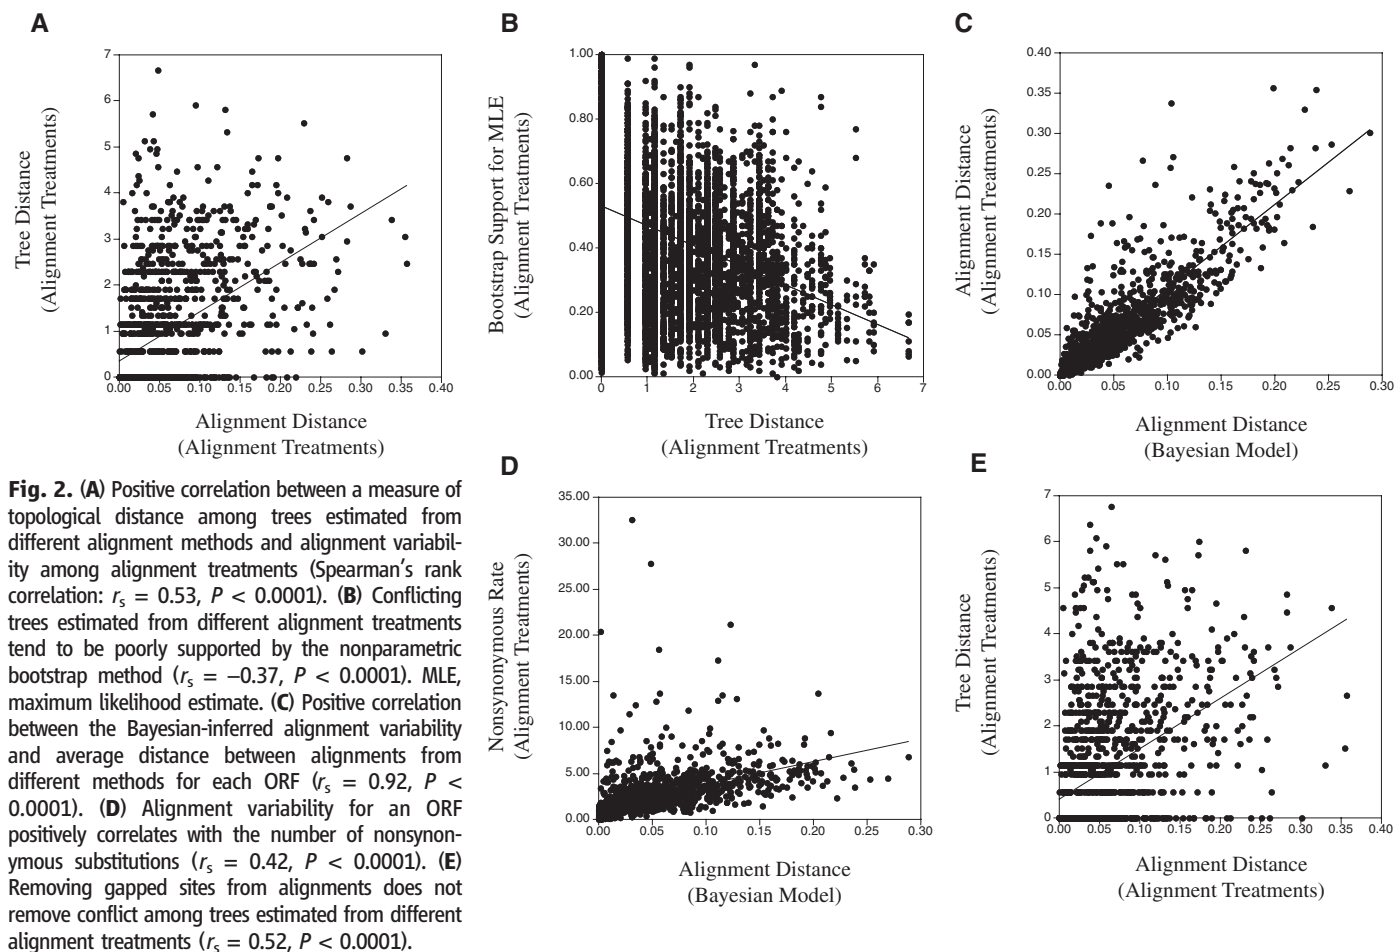 A
7
6
5
4
3
2
1
0
0.00
0.05
0.10
0.15
0.20
0.25
0.30
0.35
0.40
Tree Distance
(Alignment Treatments)
Alignment Distance
(Alignment Treatments)
B
1.00
0.80
0.60
0.40
0.20
0.00
0
1
2
3
4
5
6
7
Bootstrap Support for MLE
(Alignment Treatments)
Tree Distance
(Alignment Treatments)
C
0.40
0.35
0.30
0.25
0.20
0.15
0.10
0.05
0.00
0.00
0.05
0.10
0.15
0.20
0.25
0.30
Alignment Distance
(Alignment Treatments)
Alignment Distance
(Bayesian Model)
Fig. 2. (A) Positive correlation between a measure of
topological distance among trees estimated from
different alignment methods and alignment variabil-
ity among alignment treatments (Spearman's rank
correlation: rs = 0.53, P < 0.0001). (B) Conflicting
trees estimated from different alignment treatments
tend to be poorly supported by the nonparametric
bootstrap method (rs = −0.37, P < 0.0001). MLE,
maximum likelihood estimate. (C) Positive correlation
between the Bayesian-inferred alignment variability
and average distance between alignments from
different methods for each ORF (rs = 0.92, P <
0.0001). (D) Alignment variability for an ORF
positively correlates with the number of nonsynon-
ymous substitutions (rs = 0.42, P < 0.0001). (E)
Removing gapped sites from alignments does not
remove conflict among trees estimated from different
alignment treatments (rs = 0.52, P < 0.0001).
D
35.00
30.00
25.00
20.00
15.00
10.00
5.00
0.00
0.00
0.05
0.10
0.15
0.20
0.25
0.30
Nonsynonymous Rate
(Alignment Treatments)
Alignment Distance
(Bayesian Model)
E
7
6
5
4
3
2
1
0
0.00
0.05
0.10
0.15
0.20
0.25
0.30
0.35
0.40
Tree Distance
(Alignment Treatments)
Alignment Distance
(Alignment Treatments)